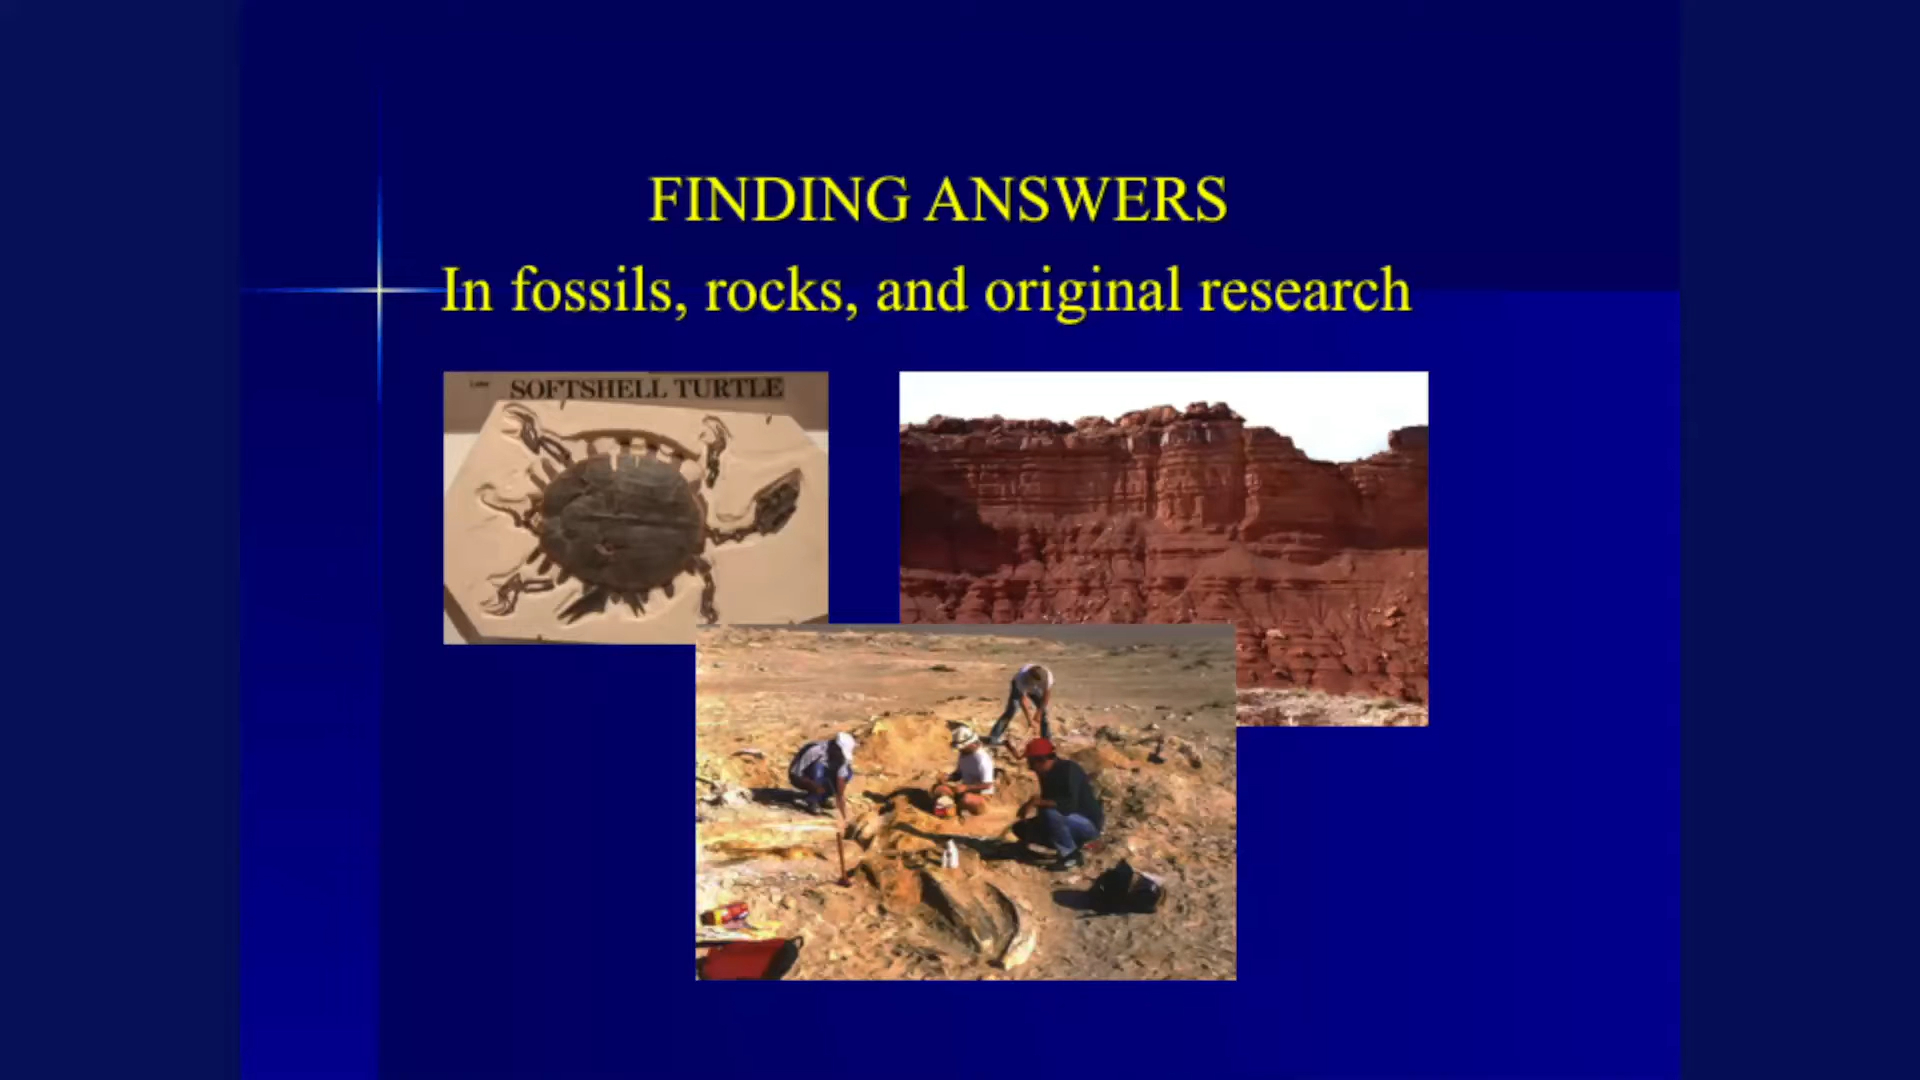 FINDING ANSWERS
In fossils, rocks, and original research
SOFTSHELL TURTLE